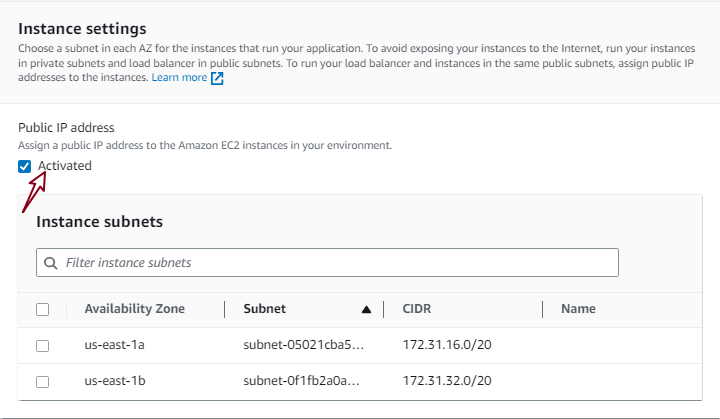 Instance settings
Choose a subnet in each AZ for the instances that run your application. To avoid exposing your instances to the Internet, run your instances
in private subnets and load balancer in public subnets. To run your load balancer and instances in the same public subnets, assign public IP
addresses to the instances. Learn more
Public IP address
Assign a public IP address to the Amazon EC2 instances in your environment.
Activated
Instance subnets
Filter instance subnets
Availability Zone Subnet CIDR Name
us-east-1a subnet-05021cba5... 172.31.16.0/20
us-east-1b subnet-0f1fb2a0a... 172.31.32.0/20